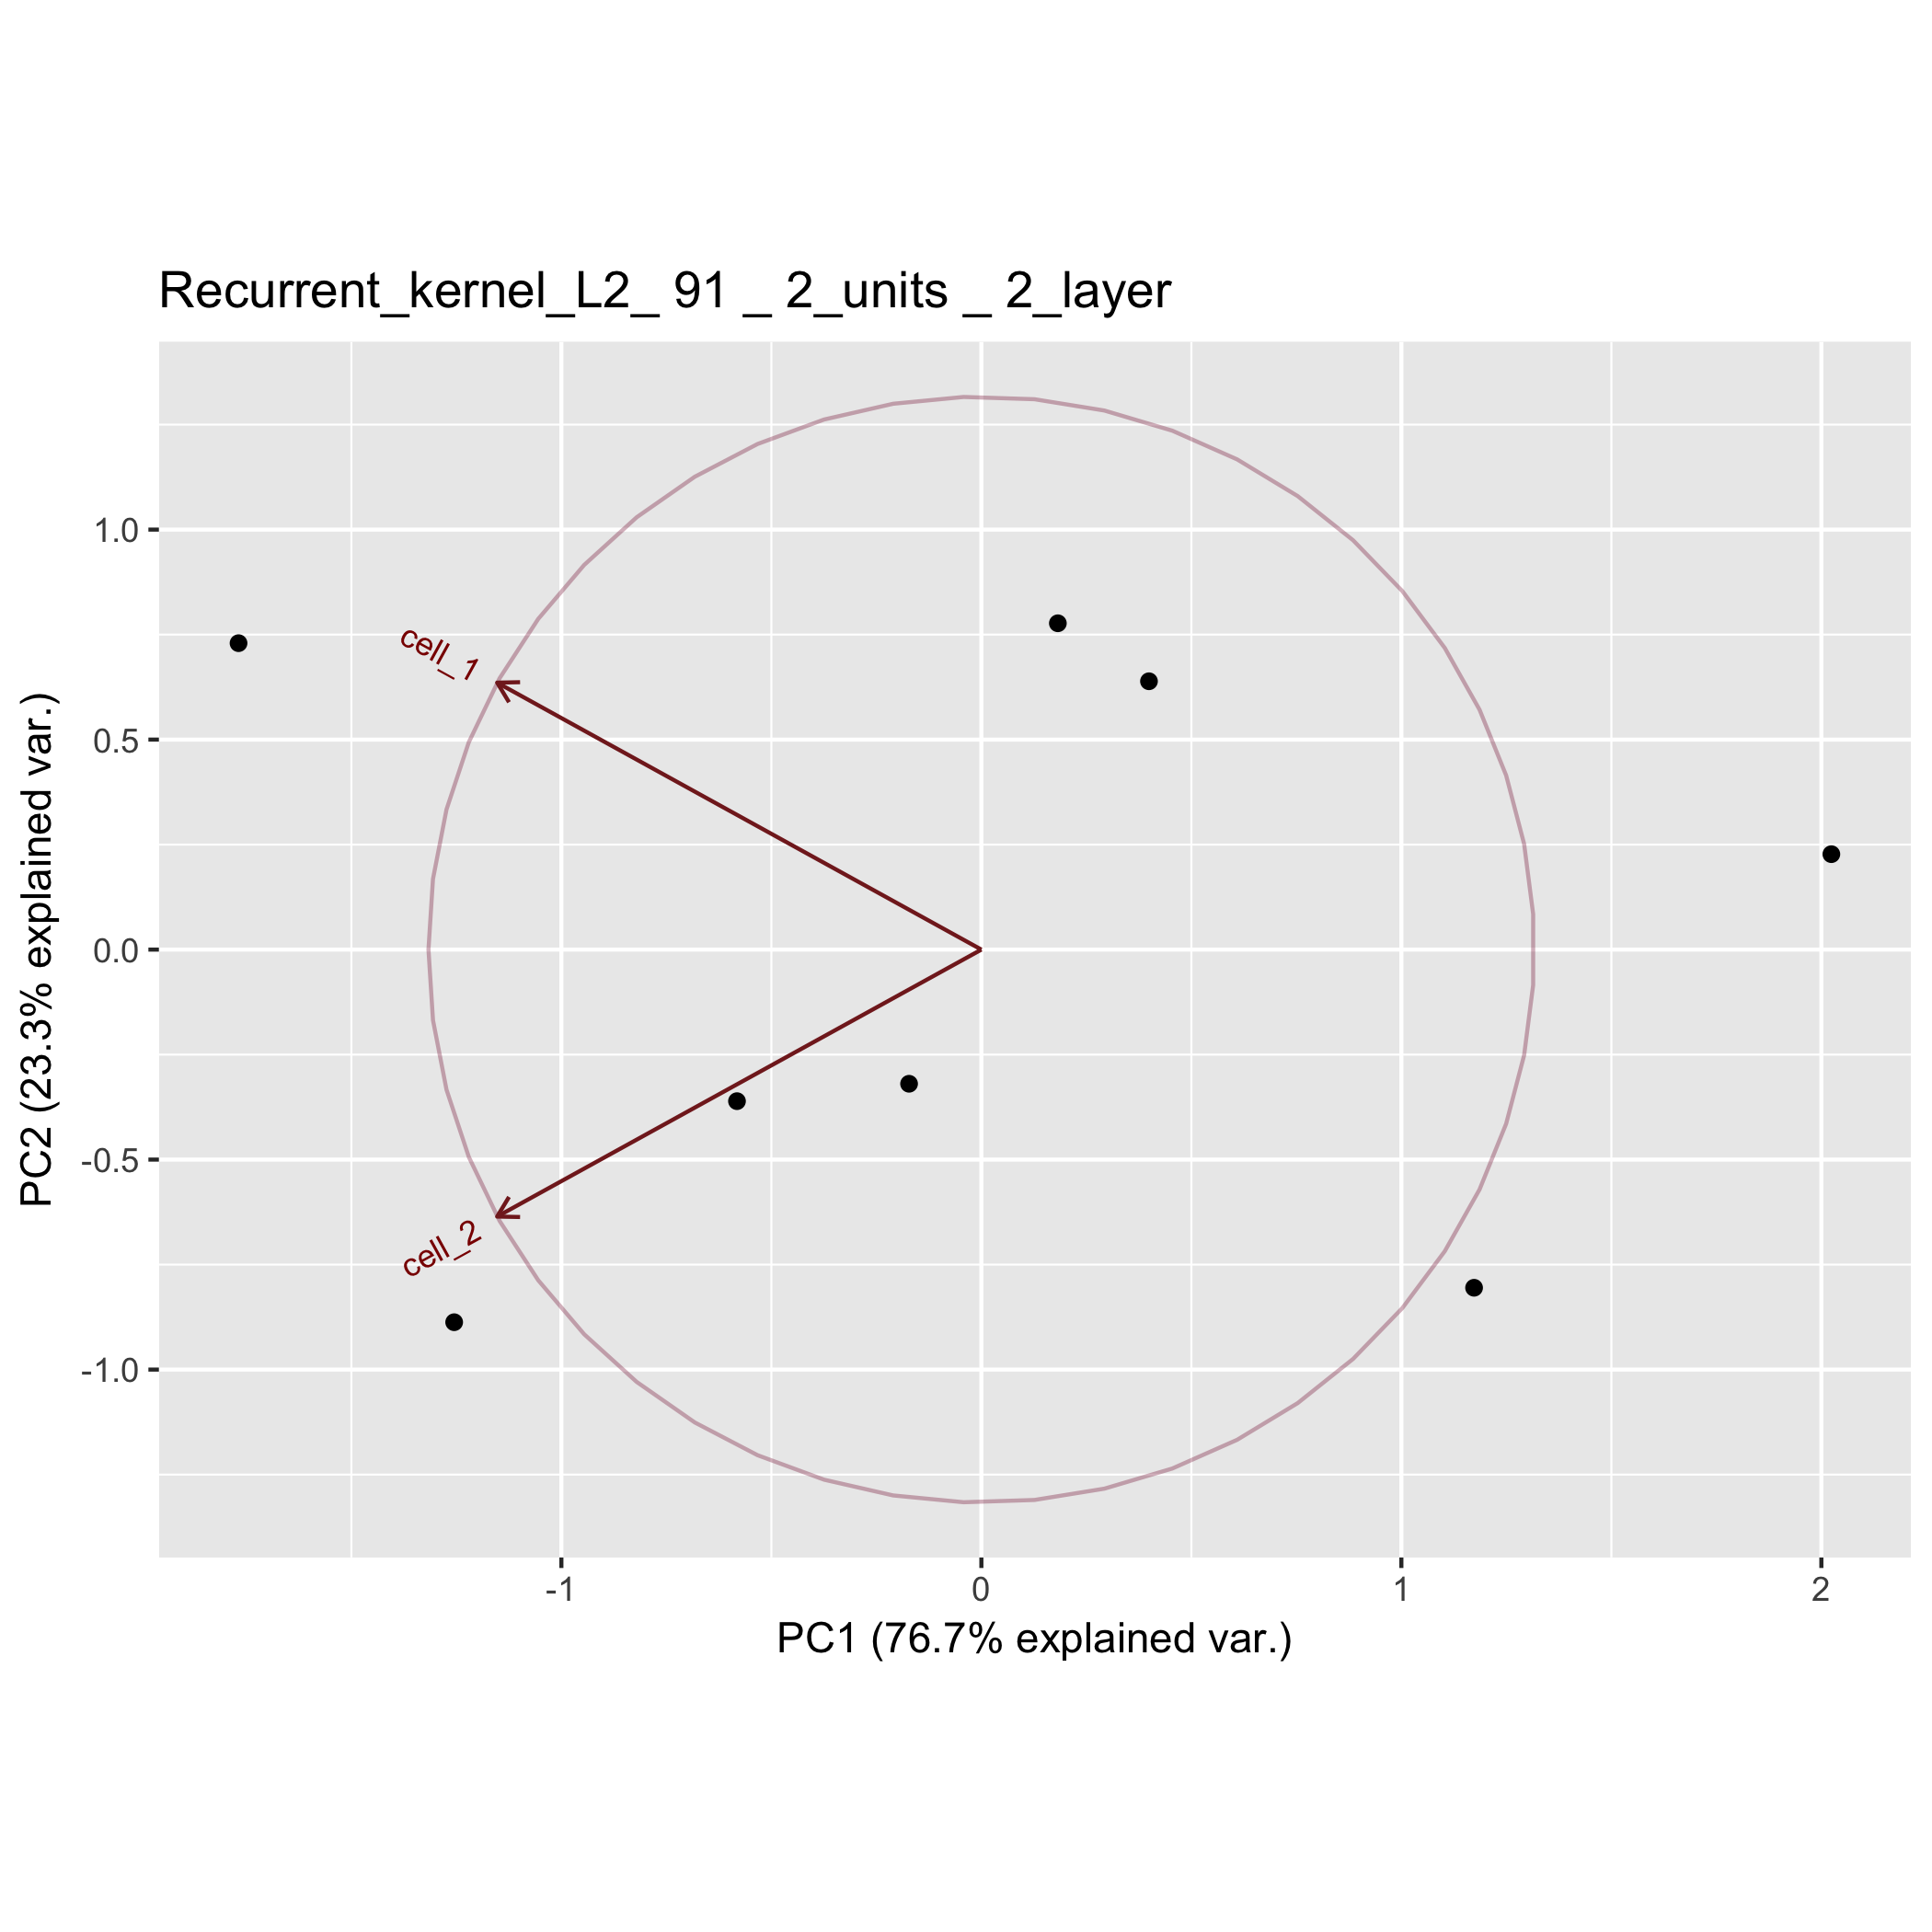 Recurrent_kernel_L2_ 91 _ 2_units _ 2_layer
PC2 (23.3% explained var.)
1.0
0.5
0.0
-0.5
-1.0
cell_1
cell_2
-1
0
1
2
PC1 (76.7% explained var.)